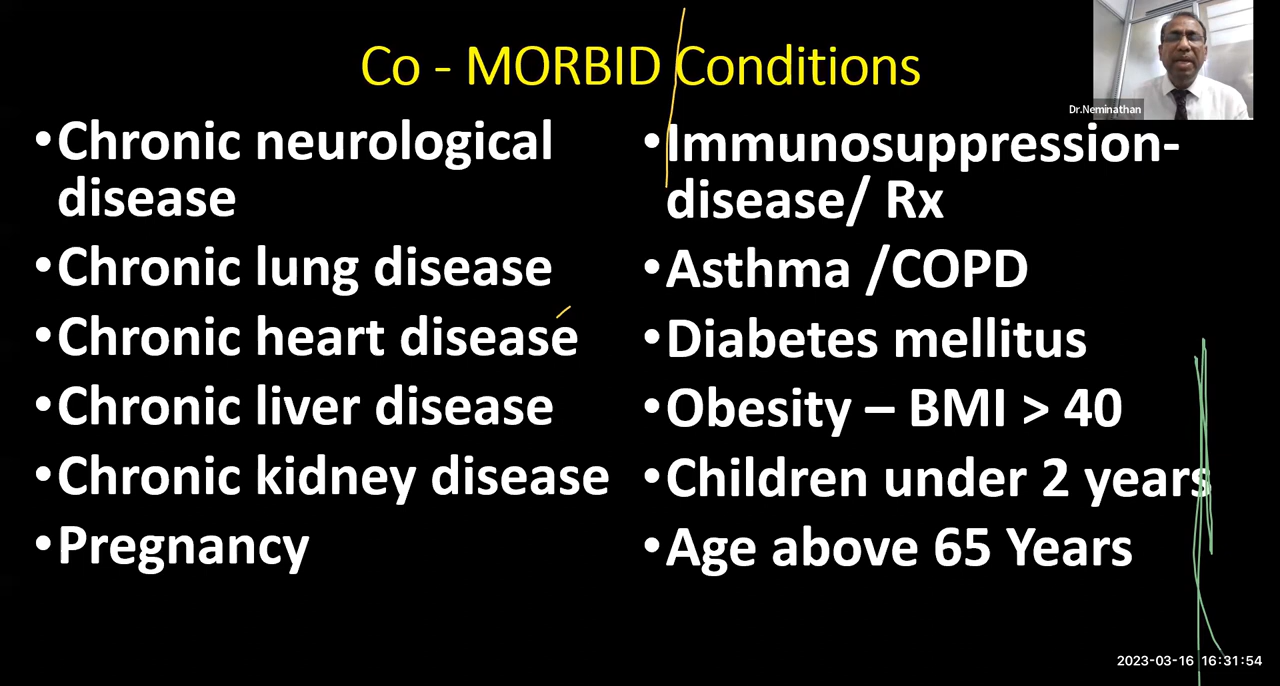 Co - MORBID Conditions
Dr.Neminathan
•Chronic neurological
disease
•Chronic lung disease
•Chronic heart disease
•Chronic liver disease
•Chronic kidney disease
•Pregnancy
•Immunosuppression-
disease/ Rx
•Asthma /COPD
•Diabetes mellitus
•Obesity – BMI > 40
•Children under 2 years
•Age above 65 Years
2023-03-16 16:31:54